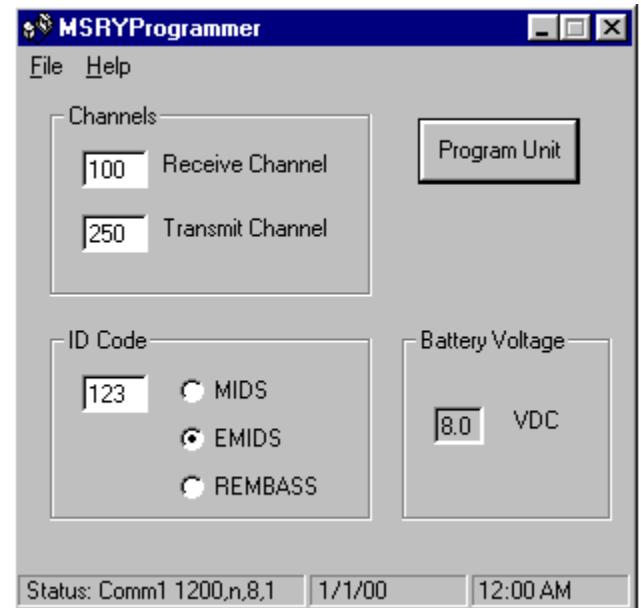 MSRYProgrammer
File Help
Channels
100 Receive Channel
250 Transmit Channel
Program Unit
ID Code
123
MIDS
EMIDS
REMBASS
Battery Voltage
8.0 VDC
Status: Comm1 1200,n,8,1 1/1/00 12:00 AM